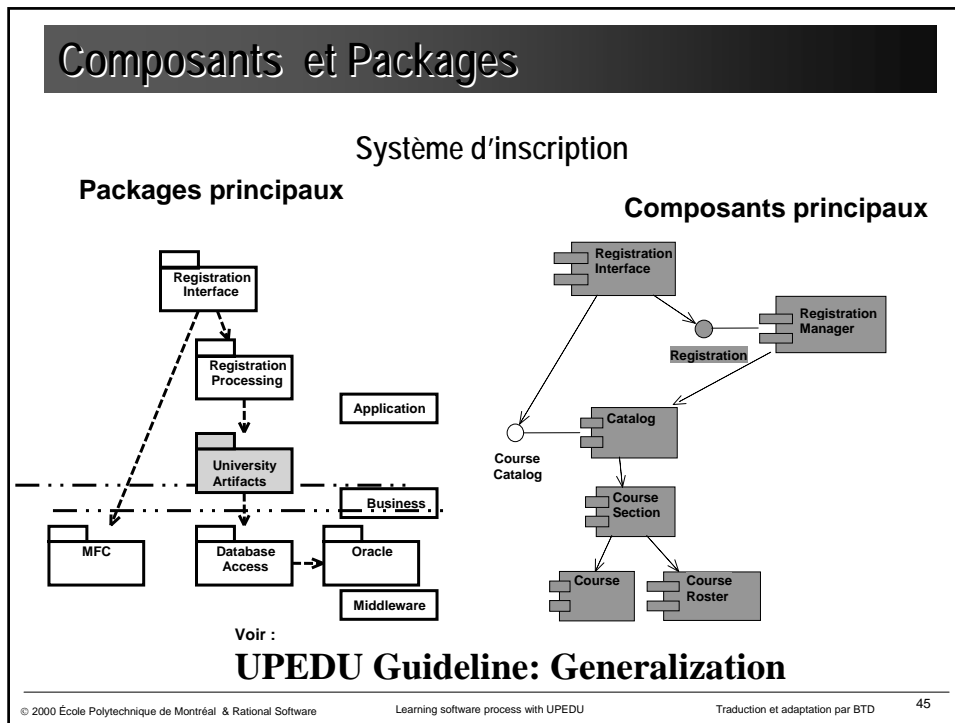 Composants et Packages
Système d'inscription
Packages principaux
Composants principaux
Registration
Interface
Registration
Processing
University
Artifacts
MFC
Database
Access
Oracle
Application
Business
Middleware
Registration
Interface
Registration
Registration
Manager
Catalog
Course
Catalog
Course
Section
Course
Course
Roster
Voir :
UPEDU Guideline: Generalization
© 2000 École Polytechnique de Montréal & Rational Software
Learning software process with UPEDU
Traduction et adaptation par BTD
45